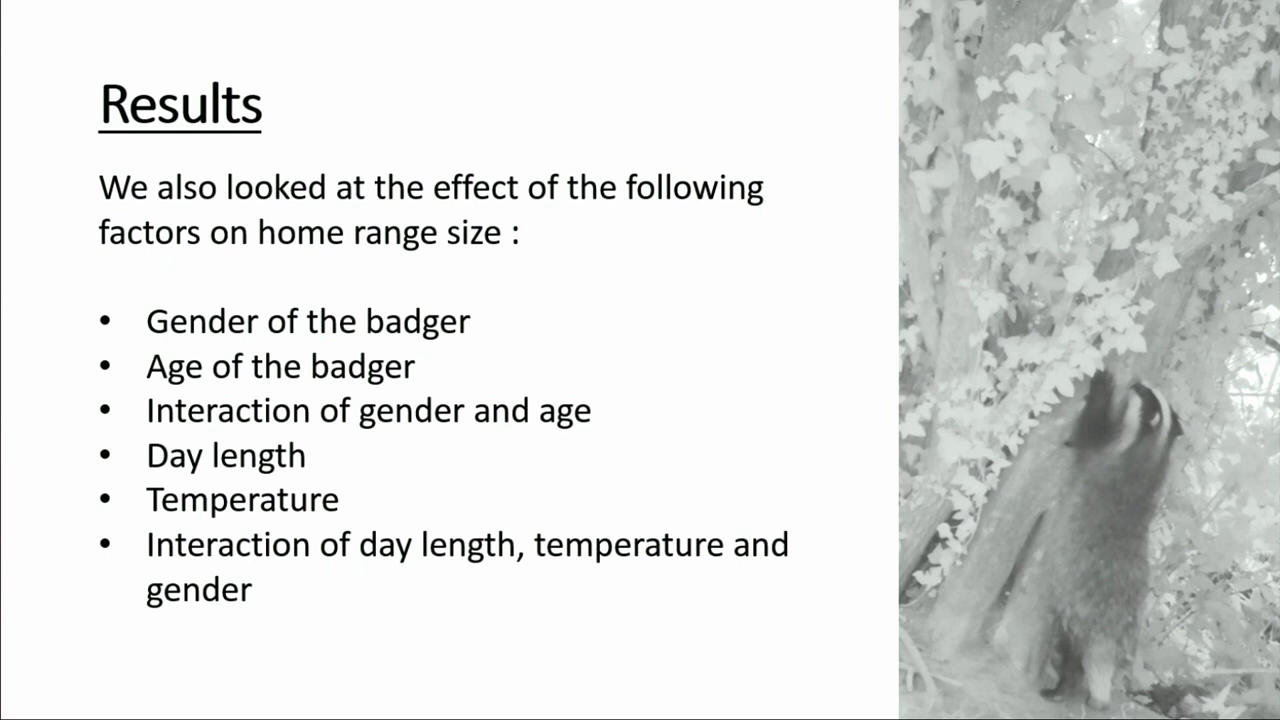 Results
We also looked at the effect of the following
factors on home range size :
• Gender of the badger
• Age of the badger
• Interaction of gender and age
• Day length
• Temperature
• Interaction of day length, temperature and
gender